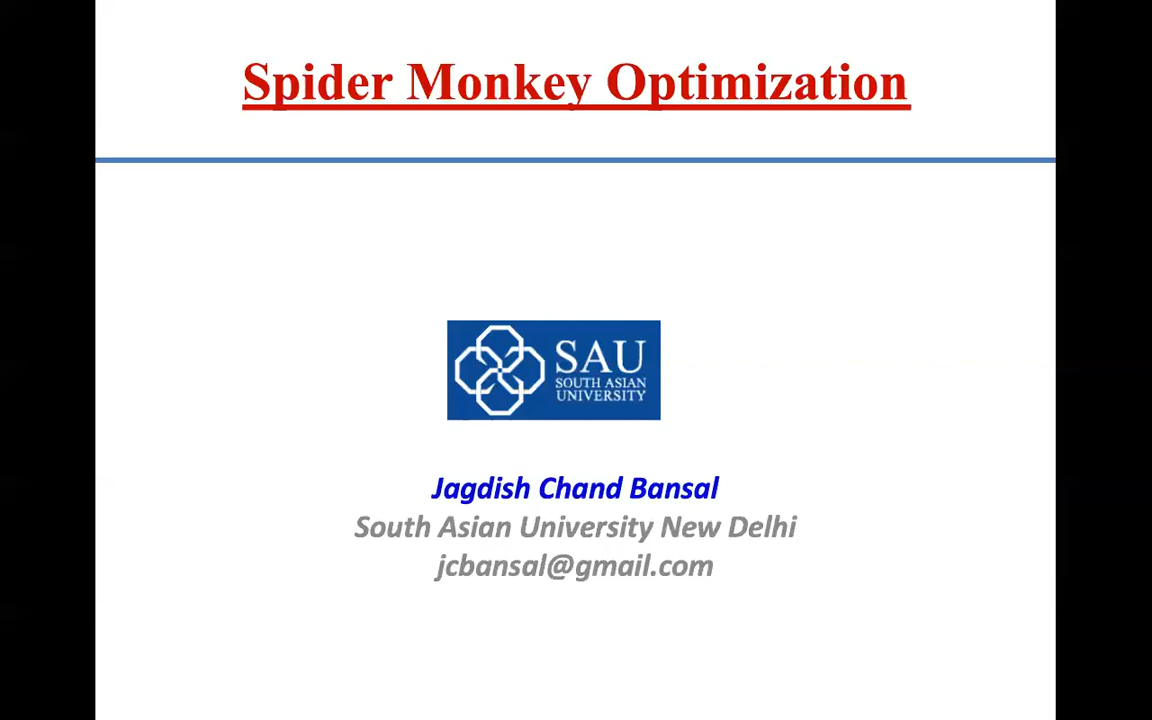 Spider Monkey Optimization
SAU
SOUTH ASIAN
UNIVERSITY
Jagdish Chand Bansal
South Asian University New Delhi
jcbansal@gmail.com